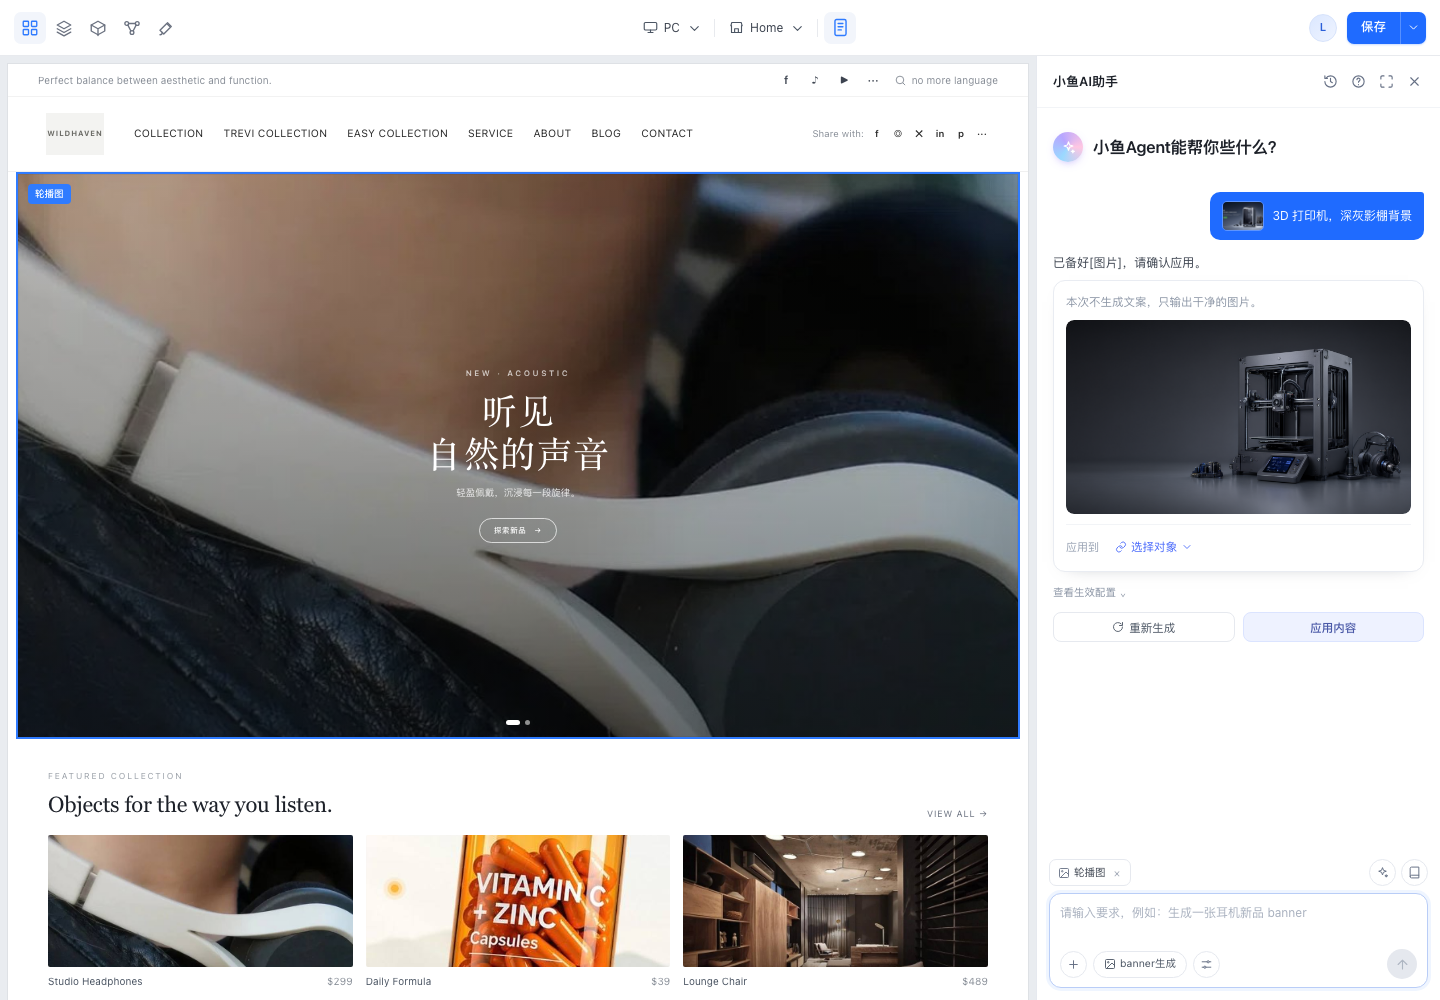 PC
Home
L
保存
Perfect balance between aesthetic and function.
no more language
WILDHAVEN
COLLECTION
TREVI COLLECTION
EASY COLLECTION
SERVICE
ABOUT
BLOG
CONTACT
Share with:
轮播图
NEW · ACOUSTIC
听见
自然的声音
轻盈佩戴，沉浸每一段旋律。
探索新品 →
FEATURED COLLECTION
Objects for the way you listen.
VIEW ALL →
VITAMIN C
+ ZINC
Capsules
Studio Headphones
$299
Daily Formula
$39
Lounge Chair
$489
小鱼AI助手
小鱼Agent能帮你些什么?
3D 打印机，深灰影棚背景
已备好[图片]，请确认应用。
本次不生成文案，只输出干净的图片。
应用到
选择对象
查看生效配置
重新生成
应用内容
轮播图 ×
请输入要求，例如：生成一张耳机新品 banner
banner生成